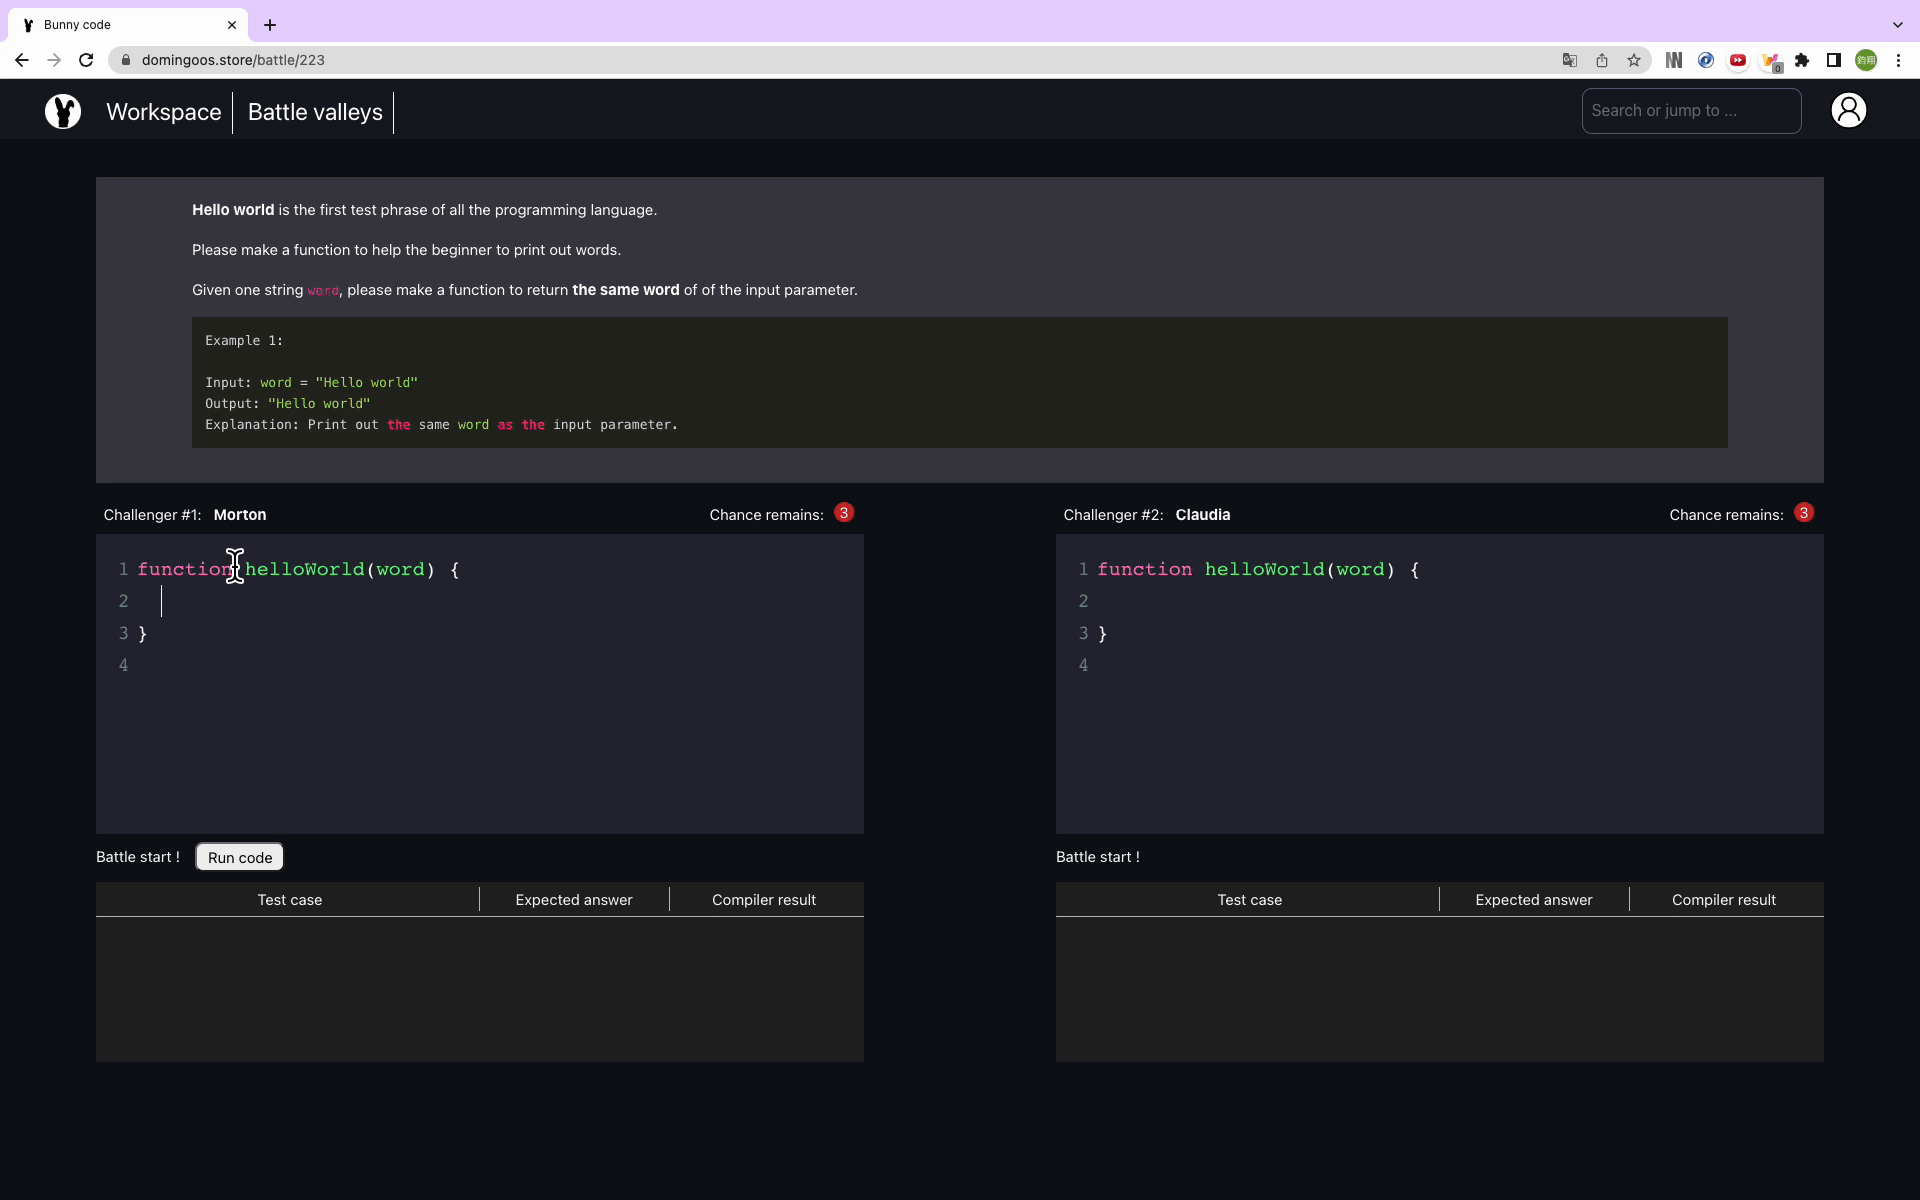 Bunny code
domingoos.store/battle/223
0
鈞翔
Workspace
Battle valleys
Search or jump to ...
Hello world is the first test phrase of all the programming language.
Please make a function to help the beginner to print out words.
Given one string word, please make a function to return the same word of of the input parameter.
Example 1:
Input: word = "Hello world"
Output: "Hello world"
Explanation: Print out the same word as the input parameter.
Challenger #1: Morton
Chance remains: 3
Challenger #2: Claudia
Chance remains: 3
1 function helloWorld(word) {
2
3 }
4
1 function helloWorld(word) {
2
3 }
4
Battle start !
Run code
Battle start !
Test case
Expected answer
Compiler result
Test case
Expected answer
Compiler result